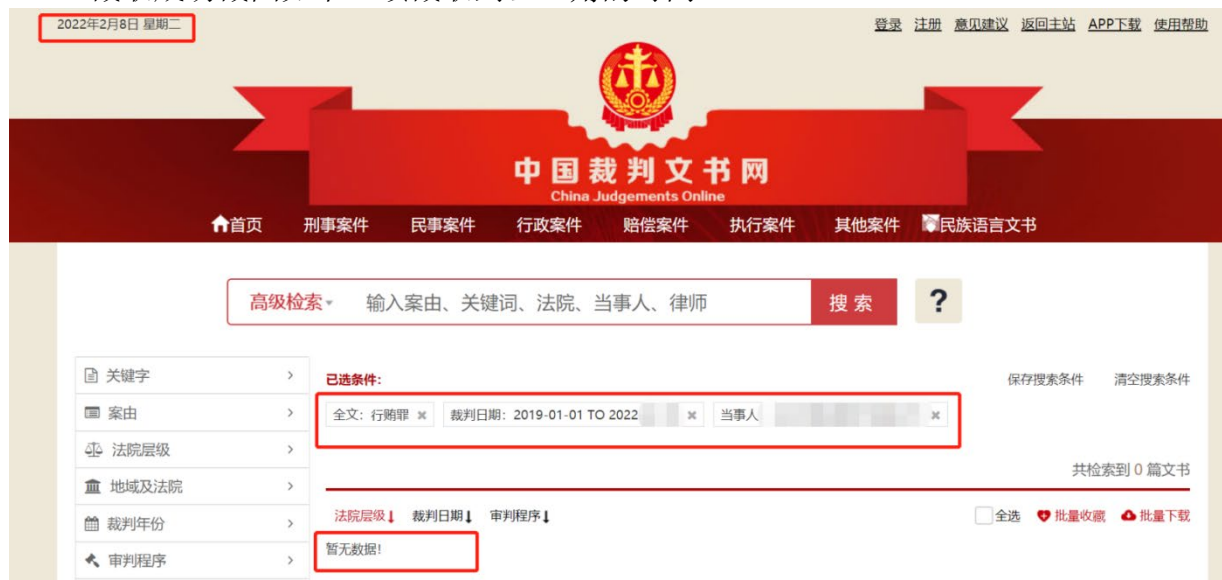 2022年2月8日 星期二
登录 注册 意见建议 返回主站 APP下载 使用帮助
中国裁判文书网
China Judgements Online
首页 刑事案件 民事案件 行政案件 赔偿案件 执行案件 其他案件 民族语言文书
高级检索 输入案由、关键词、法院、当事人、律师 搜索 ?
关键字
案由
法院层级
地域及法院
裁判年份
审判程序
已选条件:
保存搜索条件 清空搜索条件
全文: 行贿罪 × 裁判日期: 2019-01-01 TO 2022 × 当事人 ×
共检索到 0 篇文书
法院层级↓ 裁判日期↓ 审判程序↓
全选 批量收藏 批量下载
暂无数据!